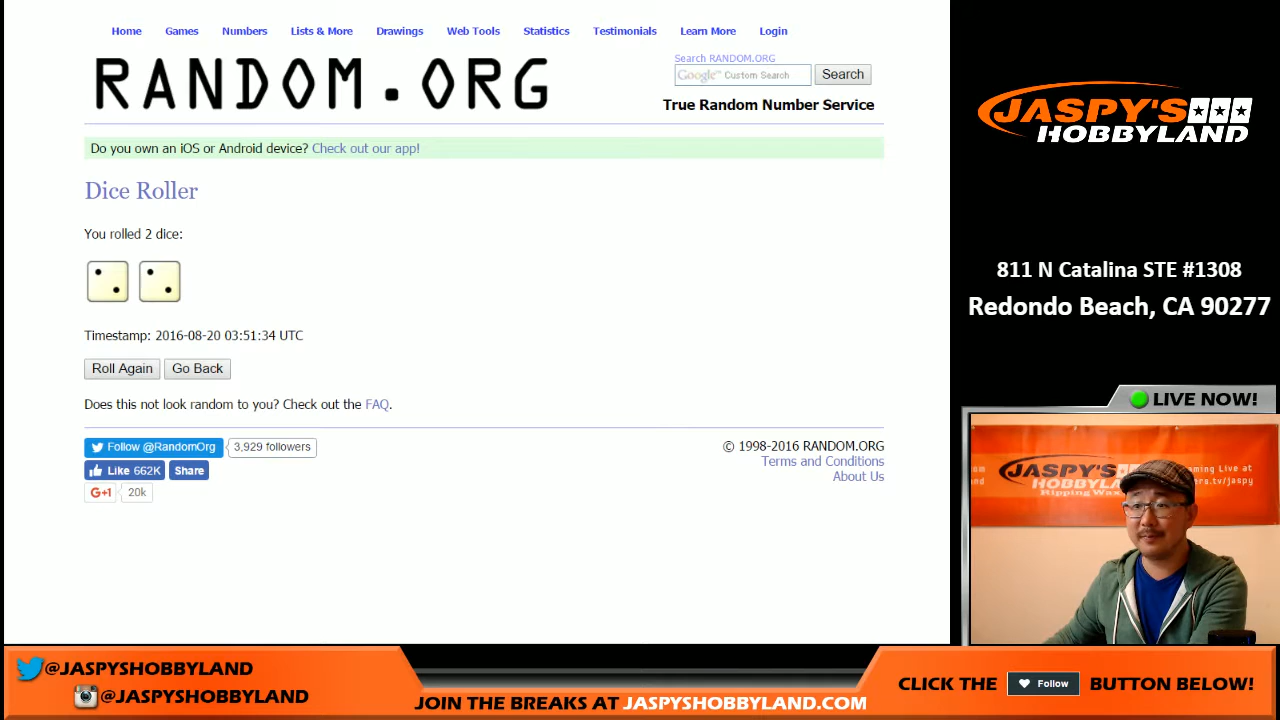 Home Games Numbers Lists & More Drawings Web Tools Statistics Testimonials Learn More Login
RANDOM.ORG
Search RANDOM.ORG
Google™ Custom Search
Search
True Random Number Service
Do you own an iOS or Android device? Check out our app!
Dice Roller
You rolled 2 dice:
Timestamp: 2016-08-20 03:51:34 UTC
Roll Again Go Back
Does this not look random to you? Check out the FAQ.
Follow @RandomOrg 3,929 followers
Like 662K Share
G+1 20k
© 1998-2016 RANDOM.ORG
Terms and Conditions
About Us
JASPY'S
HOBBYLAND
811 N Catalina STE #1308
Redondo Beach, CA 90277
LIVE NOW!
JASPY'S
HOBBYLAND
Ripping Wax
Live at
@JASPYSHOBBYLAND
@JASPYSHOBBYLAND
JOIN THE BREAKS AT JASPYSHOBBYLAND.COM
CLICK THE Follow BUTTON BELOW!